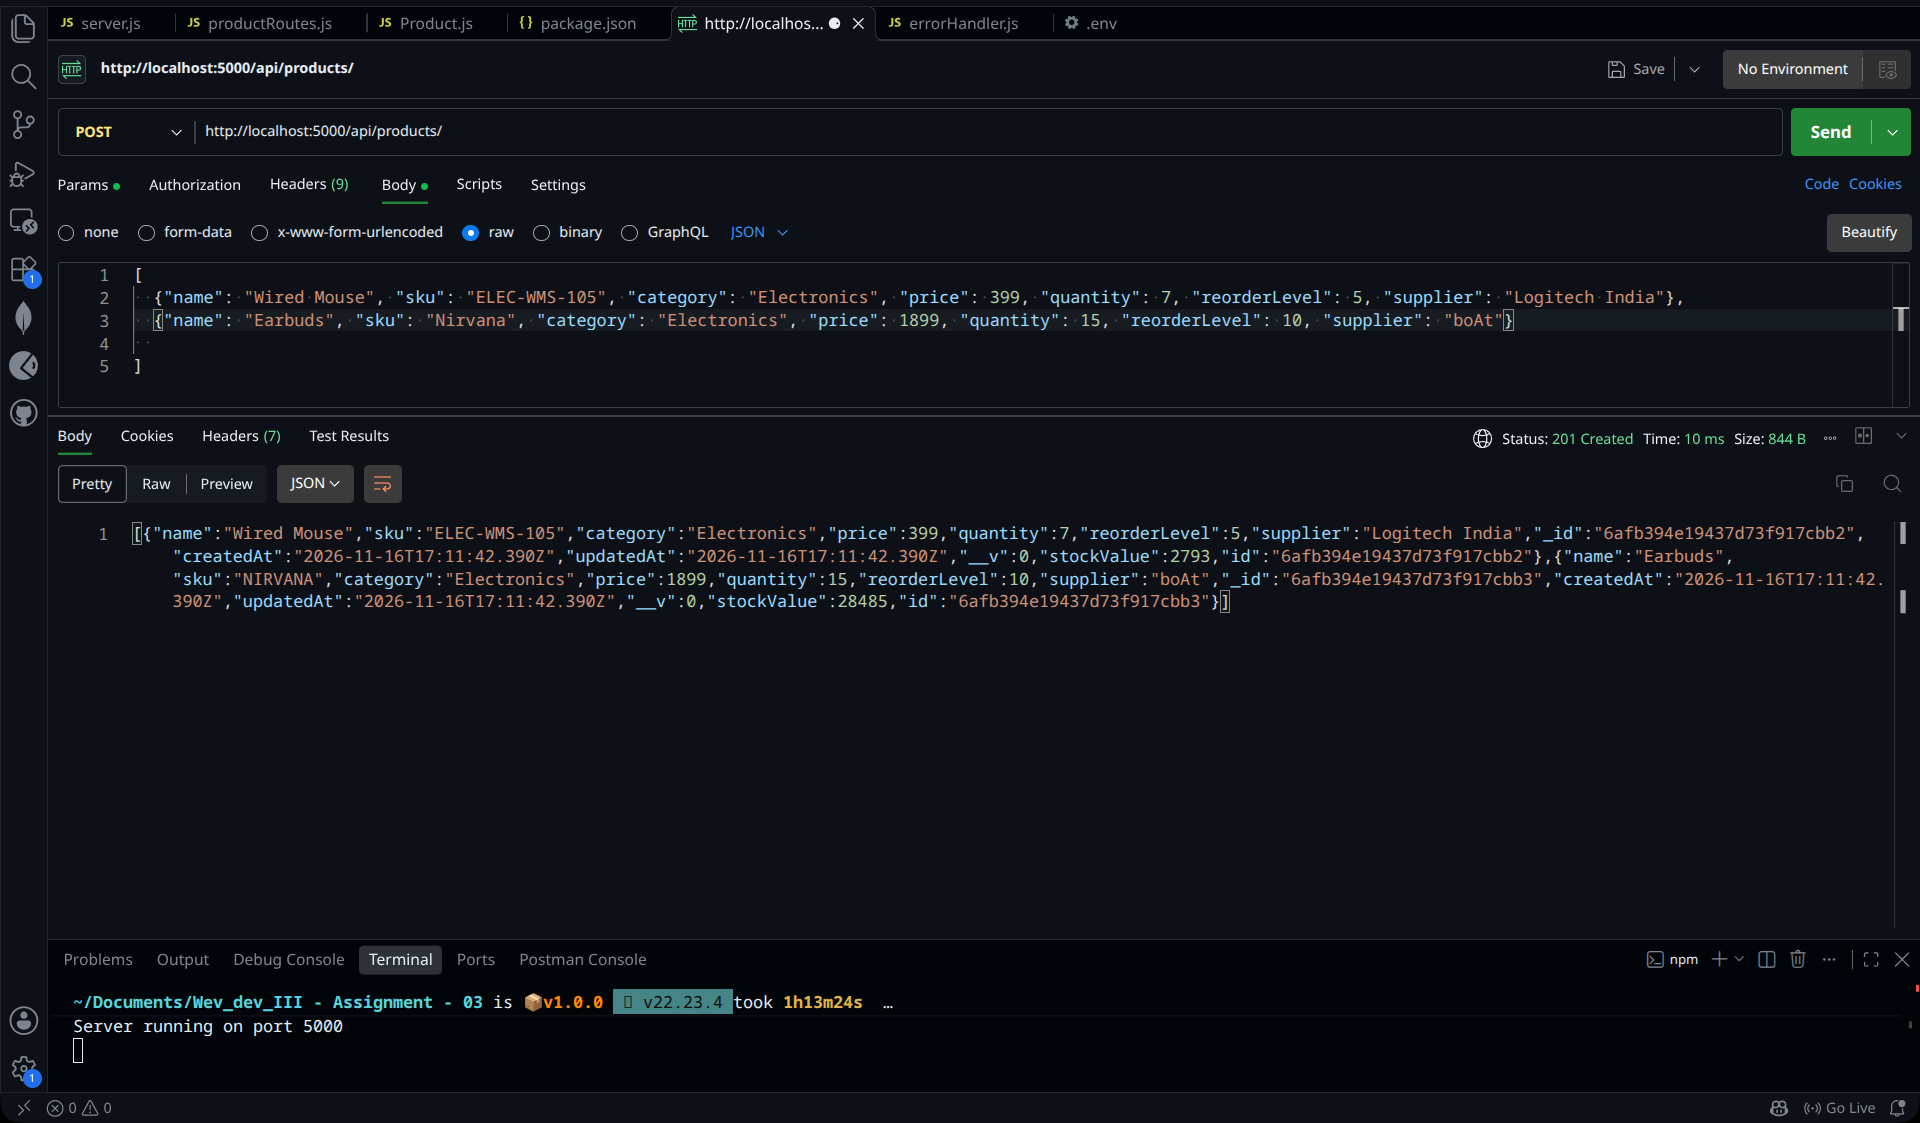 JS server.js JS productRoutes.js JS Product.js {} package.json HTTP http://localhos... JS errorHandler.js .env
HTTP http://localhost:5000/api/products/ Save No Environment
POST http://localhost:5000/api/products/ Send
Params Authorization Headers (9) Body Scripts Settings Code Cookies
none form-data x-www-form-urlencoded raw binary GraphQL JSON Beautify
1 [
2 {"name": "Wired Mouse", "sku": "ELEC-WMS-105", "category": "Electronics", "price": 399, "quantity": 7, "reorderLevel": 5, "supplier": "Logitech India"},
3 {"name": "Earbuds", "sku": "Nirvana", "category": "Electronics", "price": 1899, "quantity": 15, "reorderLevel": 10, "supplier": "boAt"}
4
5 ]
Body Cookies Headers (7) Test Results Status: 201 Created Time: 10 ms Size: 844 B
Pretty Raw Preview JSON
1 [{"name":"Wired Mouse","sku":"ELEC-WMS-105","category":"Electronics","price":399,"quantity":7,"reorderLevel":5,"supplier":"Logitech India","_id":"6afb394e19437d73f917cbb2",
"createdAt":"2026-11-16T17:11:42.390Z","updatedAt":"2026-11-16T17:11:42.390Z","__v":0,"stockValue":2793,"id":"6afb394e19437d73f917cbb2"},{"name":"Earbuds",
"sku":"NIRVANA","category":"Electronics","price":1899,"quantity":15,"reorderLevel":10,"supplier":"boAt","_id":"6afb394e19437d73f917cbb3","createdAt":"2026-11-16T17:11:42.
390Z","updatedAt":"2026-11-16T17:11:42.390Z","__v":0,"stockValue":28485,"id":"6afb394e19437d73f917cbb3"}]
Problems Output Debug Console Terminal Ports Postman Console npm
~/Documents/Wev_dev_III - Assignment - 03 is 📦v1.0.0 v22.23.4 took 1h13m24s …
Server running on port 5000
1
1
0 0 Go Live